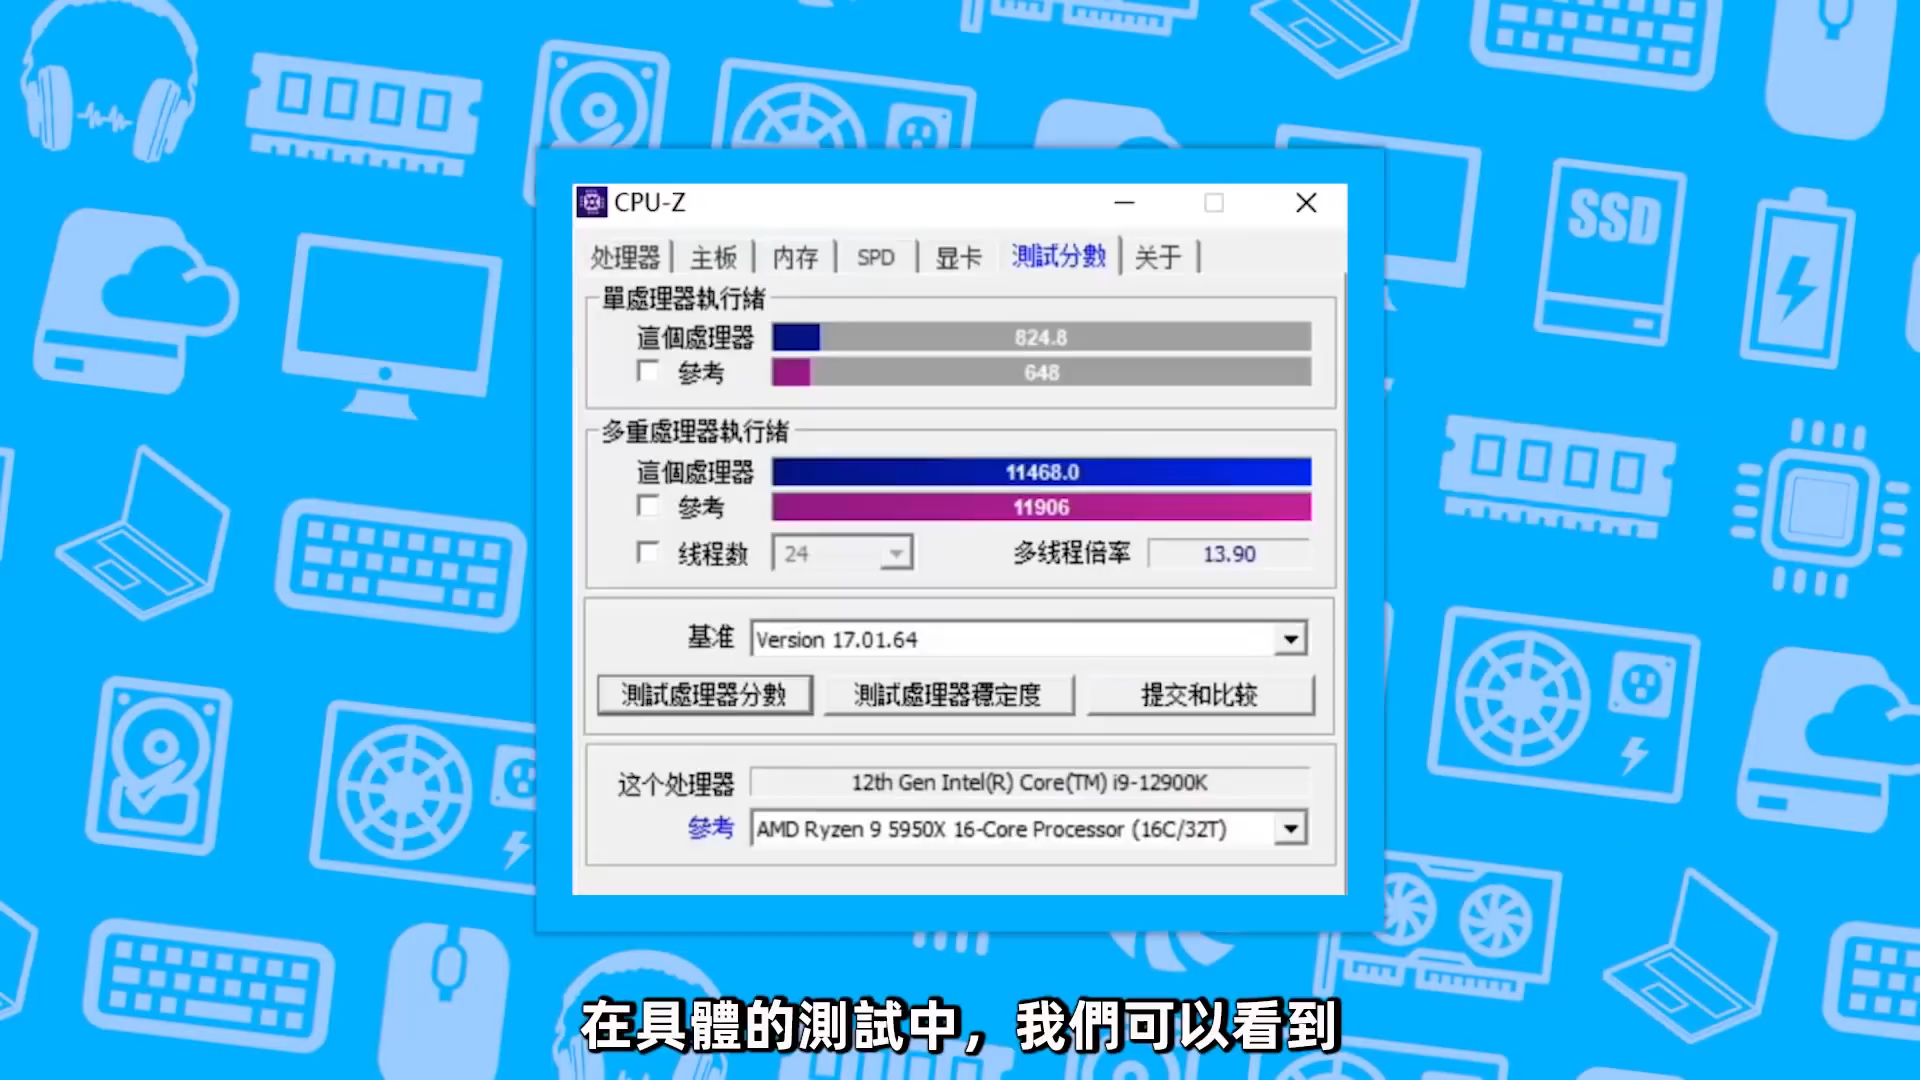 SSD
CPU-Z
处理器 主板 内存 SPD 显卡 測試分數 关于
單處理器執行緒
這個處理器 824.8
參考 648
多重處理器執行緒
這個處理器 11468.0
參考 11906
线程数 24 多线程倍率 13.90
基准 Version 17.01.64
測試處理器分數 測試處理器穩定度 提交和比较
这个处理器 12th Gen Intel(R) Core(TM) i9-12900K
參考 AMD Ryzen 9 5950X 16-Core Processor (16C/32T)
在具體的測試中，我們可以看到